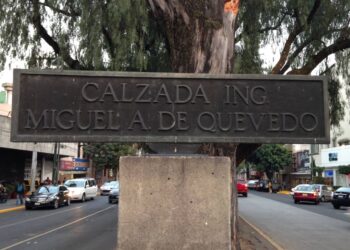 CALZADA ING.
MIGUEL A. DE QUEVEDO